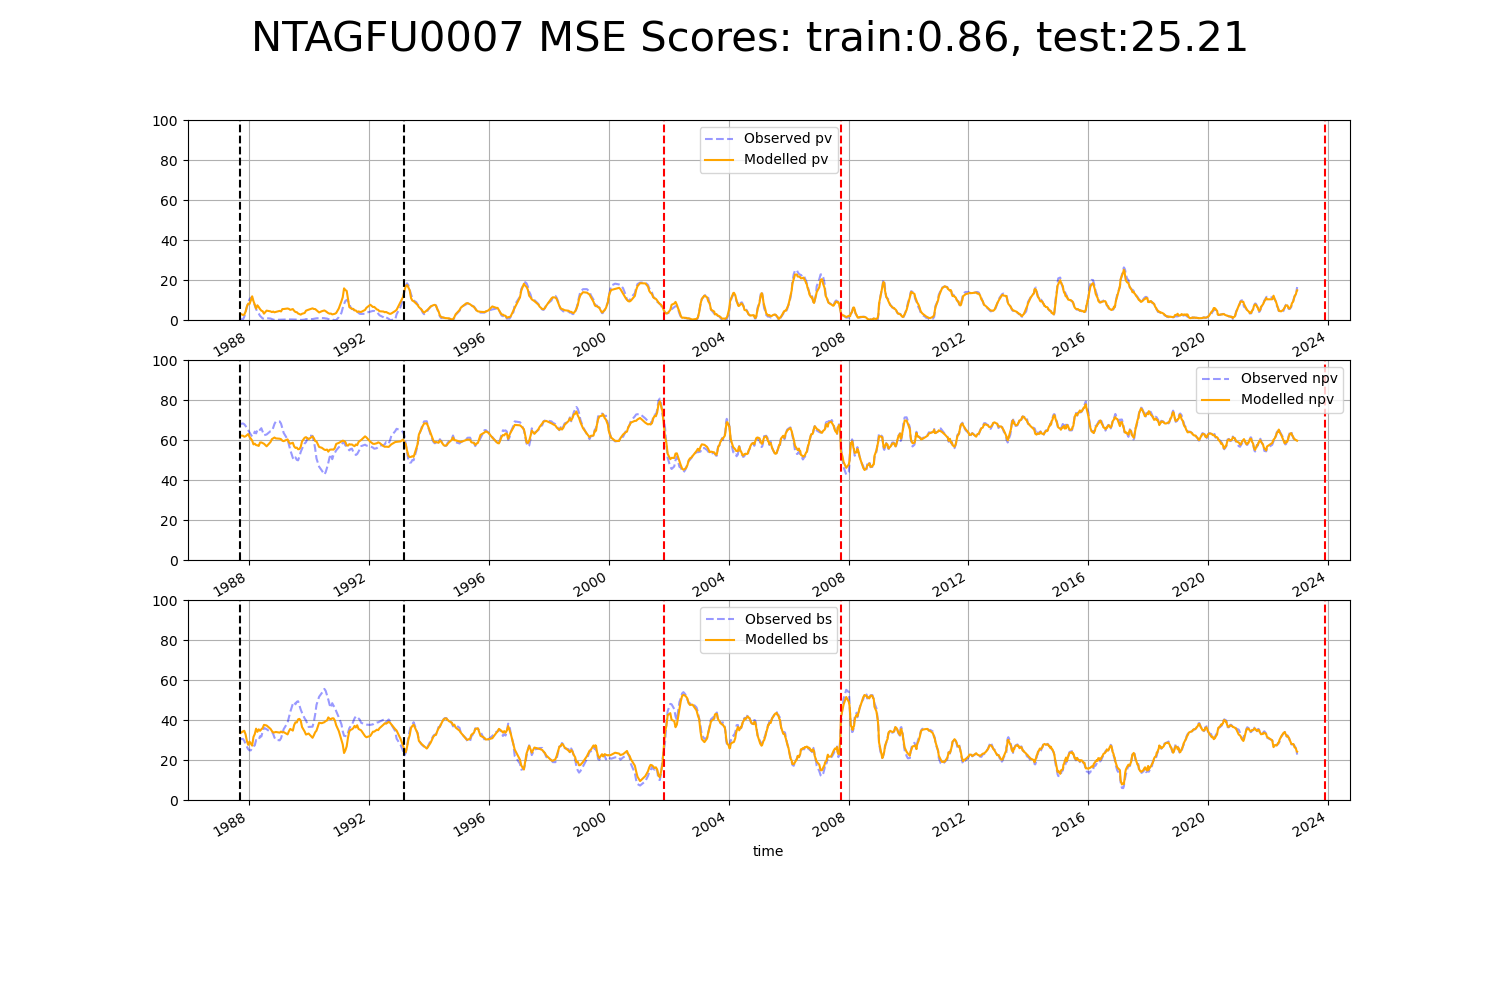 NTAGFU0007 MSE Scores: train:0.86, test:25.21
100
80
60
40
20
0
Observed pv
Modelled pv
1988 1992 1996 2000 2004 2008 2012 2016 2020 2024
100
80
60
40
20
0
Observed npv
Modelled npv
1988 1992 1996 2000 2004 2008 2012 2016 2020 2024
100
80
60
40
20
0
Observed bs
Modelled bs
1988 1992 1996 2000 2004 2008 2012 2016 2020 2024
time